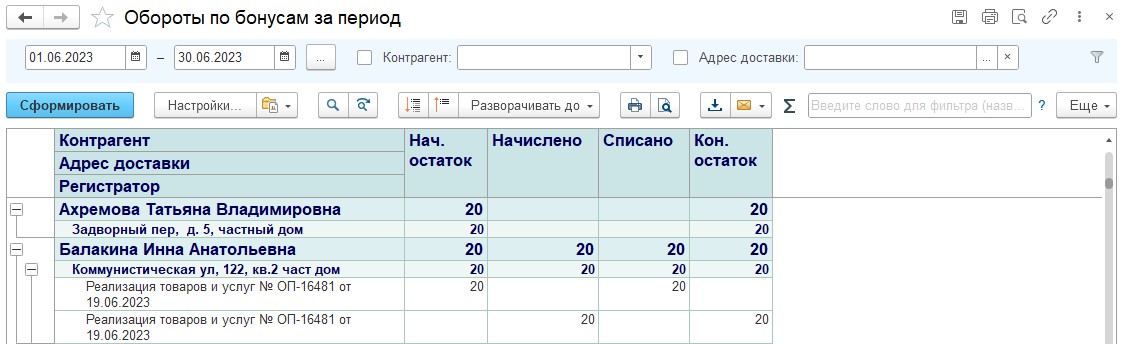 Обороты по бонусам за период
01.06.2023 – 30.06.2023 ... Контрагент: Адрес доставки: ... ×
Сформировать Настройки... Разворачивать до Σ Введите слово для фильтра (назв... ? Еще
Контрагент Нач. остаток Начислено Списано Кон. остаток
Адрес доставки
Регистратор
Ахремова Татьяна Владимировна 20 20
Задворный пер, д. 5, частный дом 20 20
Балакина Инна Анатольевна 20 20 20 20
Коммунистическая ул, 122, кв.2 част дом 20 20 20 20
Реализация товаров и услуг № ОП-16481 от 20 20
19.06.2023
Реализация товаров и услуг № ОП-16481 от 20 20
19.06.2023